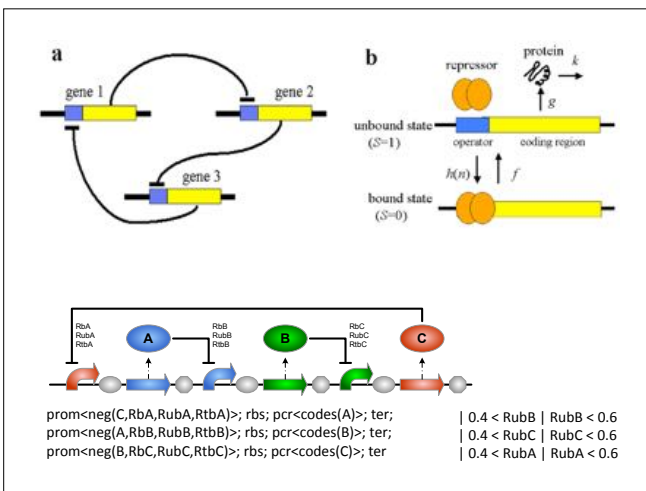 a
gene 1
gene 2
gene 3
b
repressor
protein
k
g
unbound state
(S=1)
operator
coding region
h(n)
f
bound state
(S=0)
RbA
RubA
RtbA
A
RbB
RubB
RtbB
B
RbC
RubC
RtbC
C
prom<neg(C,RbA,RubA,RtbA)>; rbs; pcr<codes(A)>; ter; | 0.4 < RubB | RubB < 0.6
prom<neg(A,RbB,RubB,RtbB)>; rbs; pcr<codes(B)>; ter; | 0.4 < RubC | RubC < 0.6
prom<neg(B,RbC,RubC,RtbC)>; rbs; pcr<codes(C)>; ter | 0.4 < RubA | RubA < 0.6